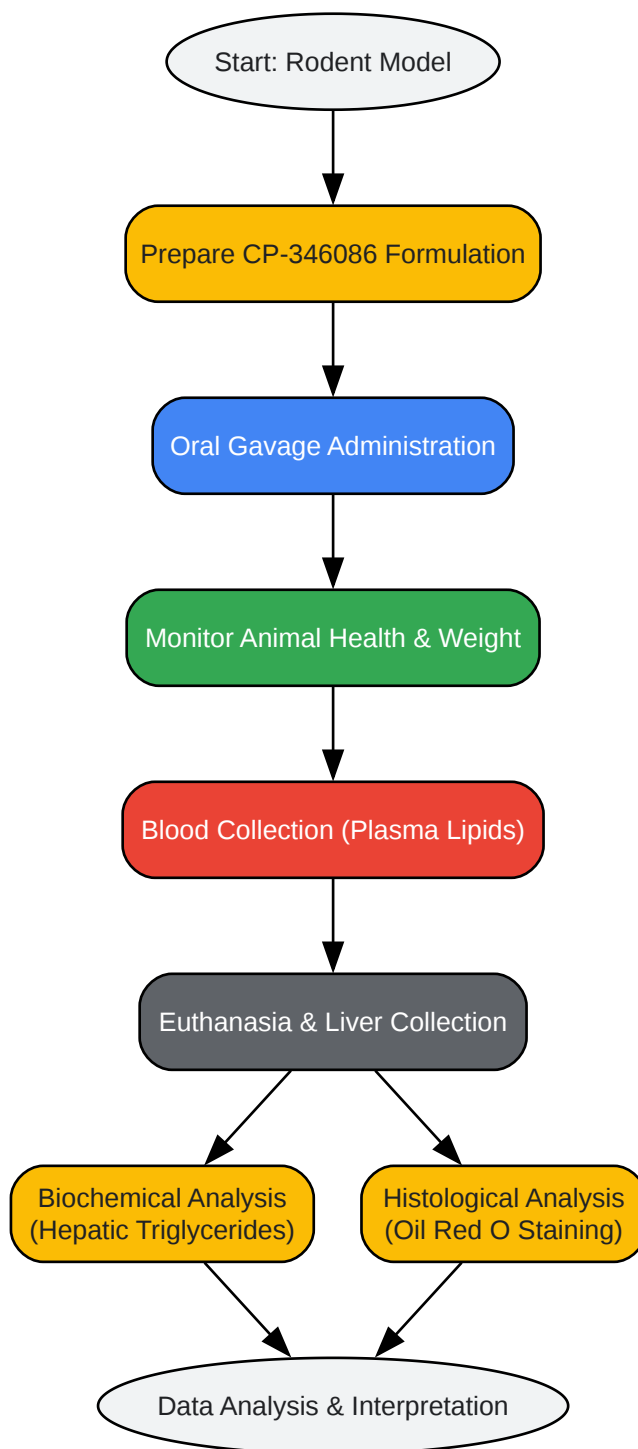 Start: Rodent Model
Prepare CP-346086 Formulation
Oral Gavage Administration
Monitor Animal Health & Weight
Blood Collection (Plasma Lipids)
Euthanasia & Liver Collection
Biochemical Analysis
(Hepatic Triglycerides)
Histological Analysis
(Oil Red O Staining)
Data Analysis & Interpretation